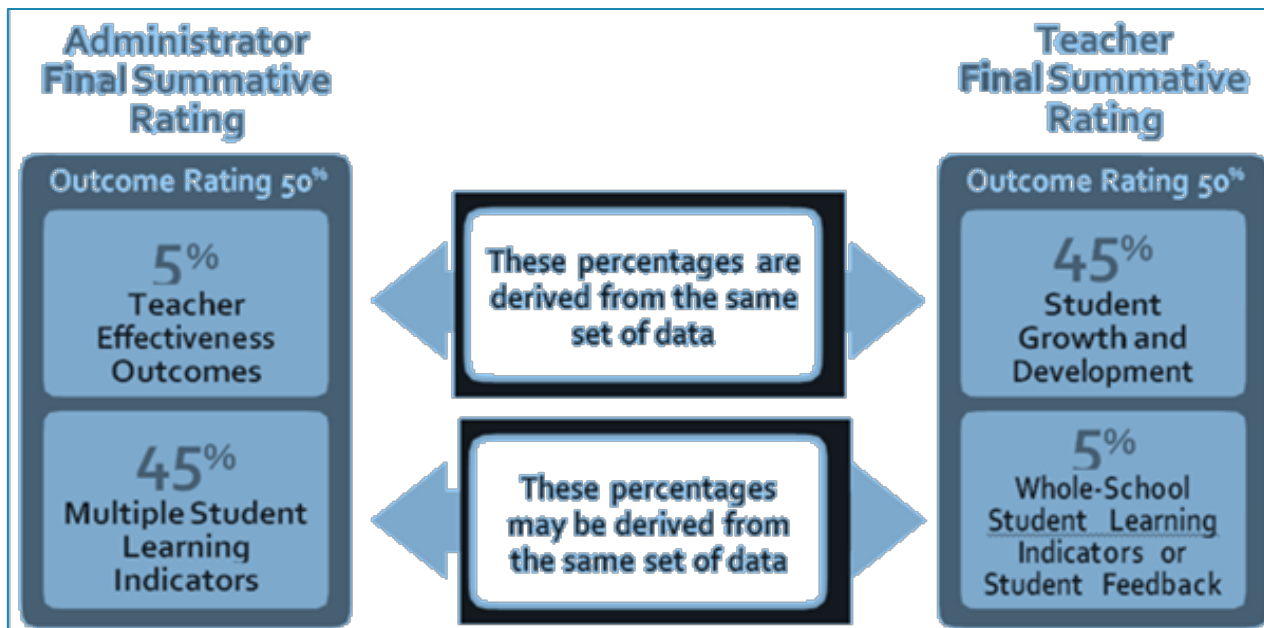 Administrator
Final Summative
Rating
Outcome Rating 50%
5%
Teacher
Effectiveness
Outcomes
45%
Multiple Student
Learning
Indicators
These percentages are
derived from the same
set of data
These percentages
may be derived from
the same set of data
Teacher
Final Summative
Rating
Outcome Rating 50%
45%
Student
Growth and
Development
5%
Whole-School
Student Learning
Indicators or
Student Feedback